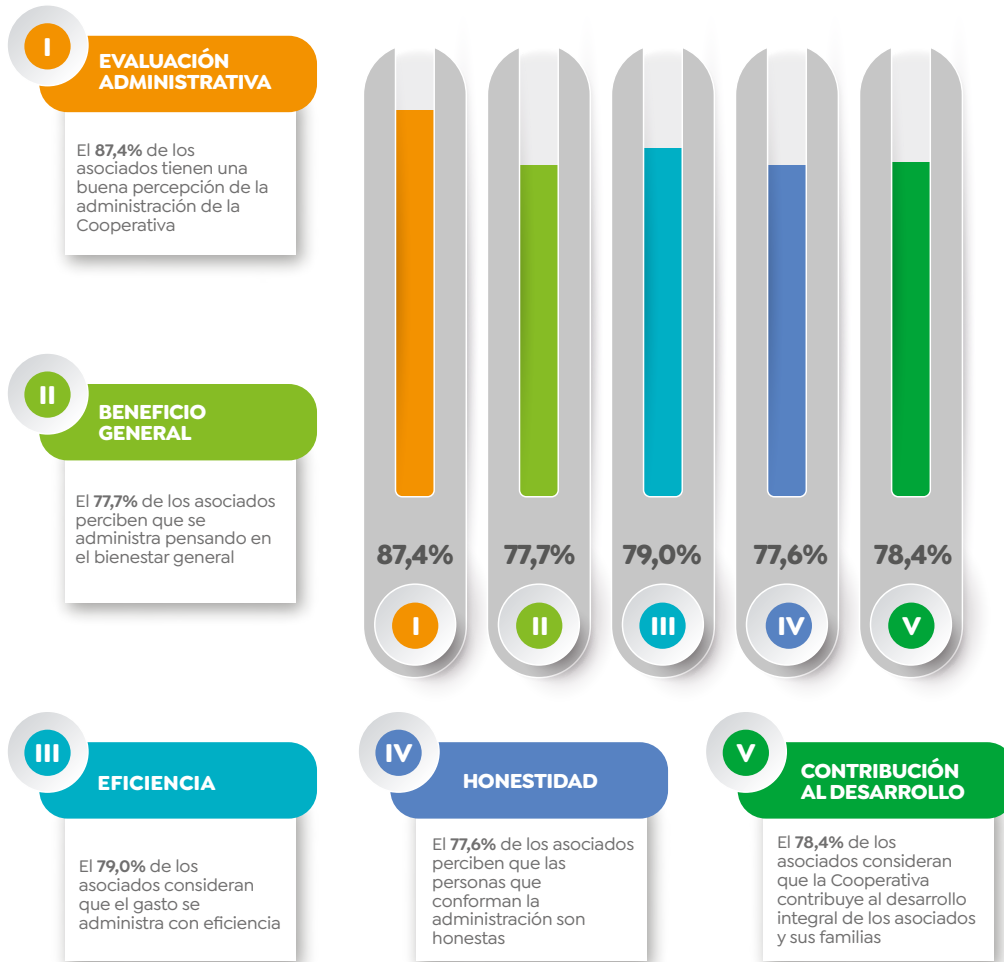 I
EVALUACIÓN
ADMINISTRATIVA
El 87,4% de los
asociados tienen una
buena percepción de la
administración de la
Cooperativa
II
BENEFICIO
GENERAL
El 77,7% de los asociados
perciben que se
administra pensando en
el bienestar general
87,4% 77,7% 79,0% 77,6% 78,4%
I II III IV V
III
EFICIENCIA
El 79,0% de los
asociados consideran
que el gasto se
administra con eficiencia
IV
HONESTIDAD
El 77,6% de los asociados
perciben que las
personas que
conforman la
administración son
honestas
V
CONTRIBUCIÓN
AL DESARROLLO
El 78,4% de los
asociados consideran
que la Cooperativa
contribuye al desarrollo
integral de los asociados
y sus familias